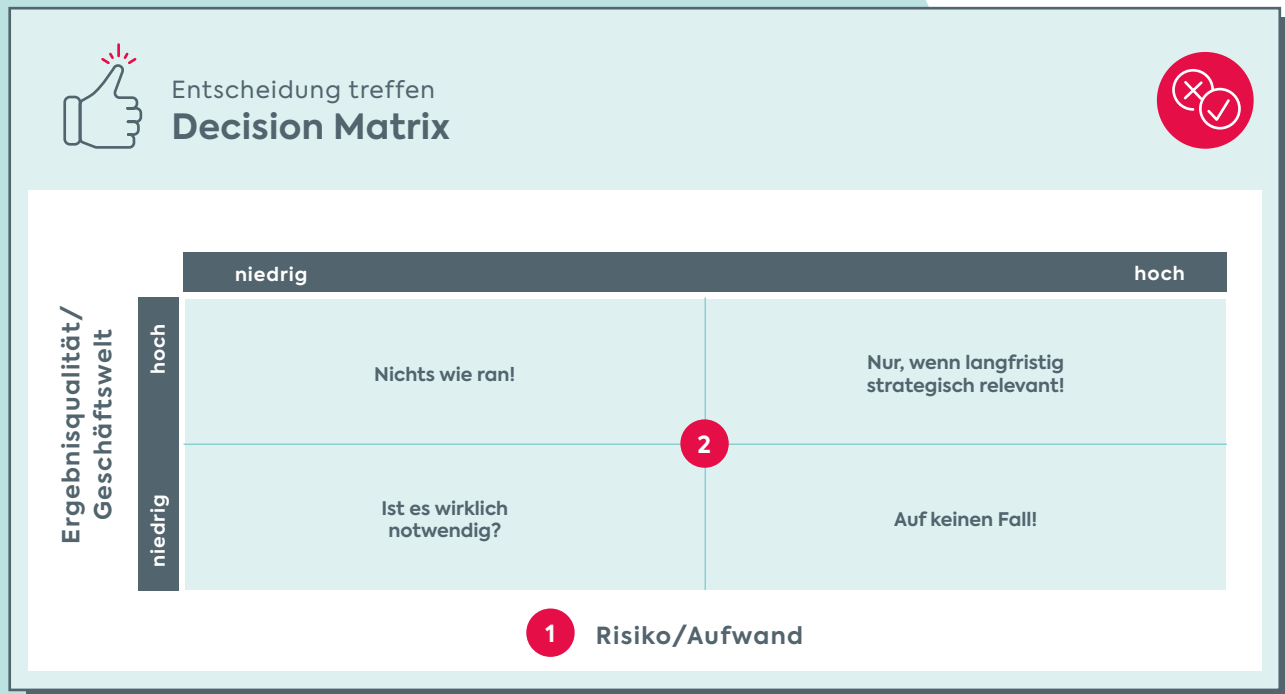 Entscheidung treffen
Decision Matrix
niedrig
hoch
Ergebnisqualität/
Geschäftswelt
hoch
niedrig
Nichts wie ran!
Nur, wenn langfristig
strategisch relevant!
2
Ist es wirklich
notwendig?
Auf keinen Fall!
1 Risiko/Aufwand